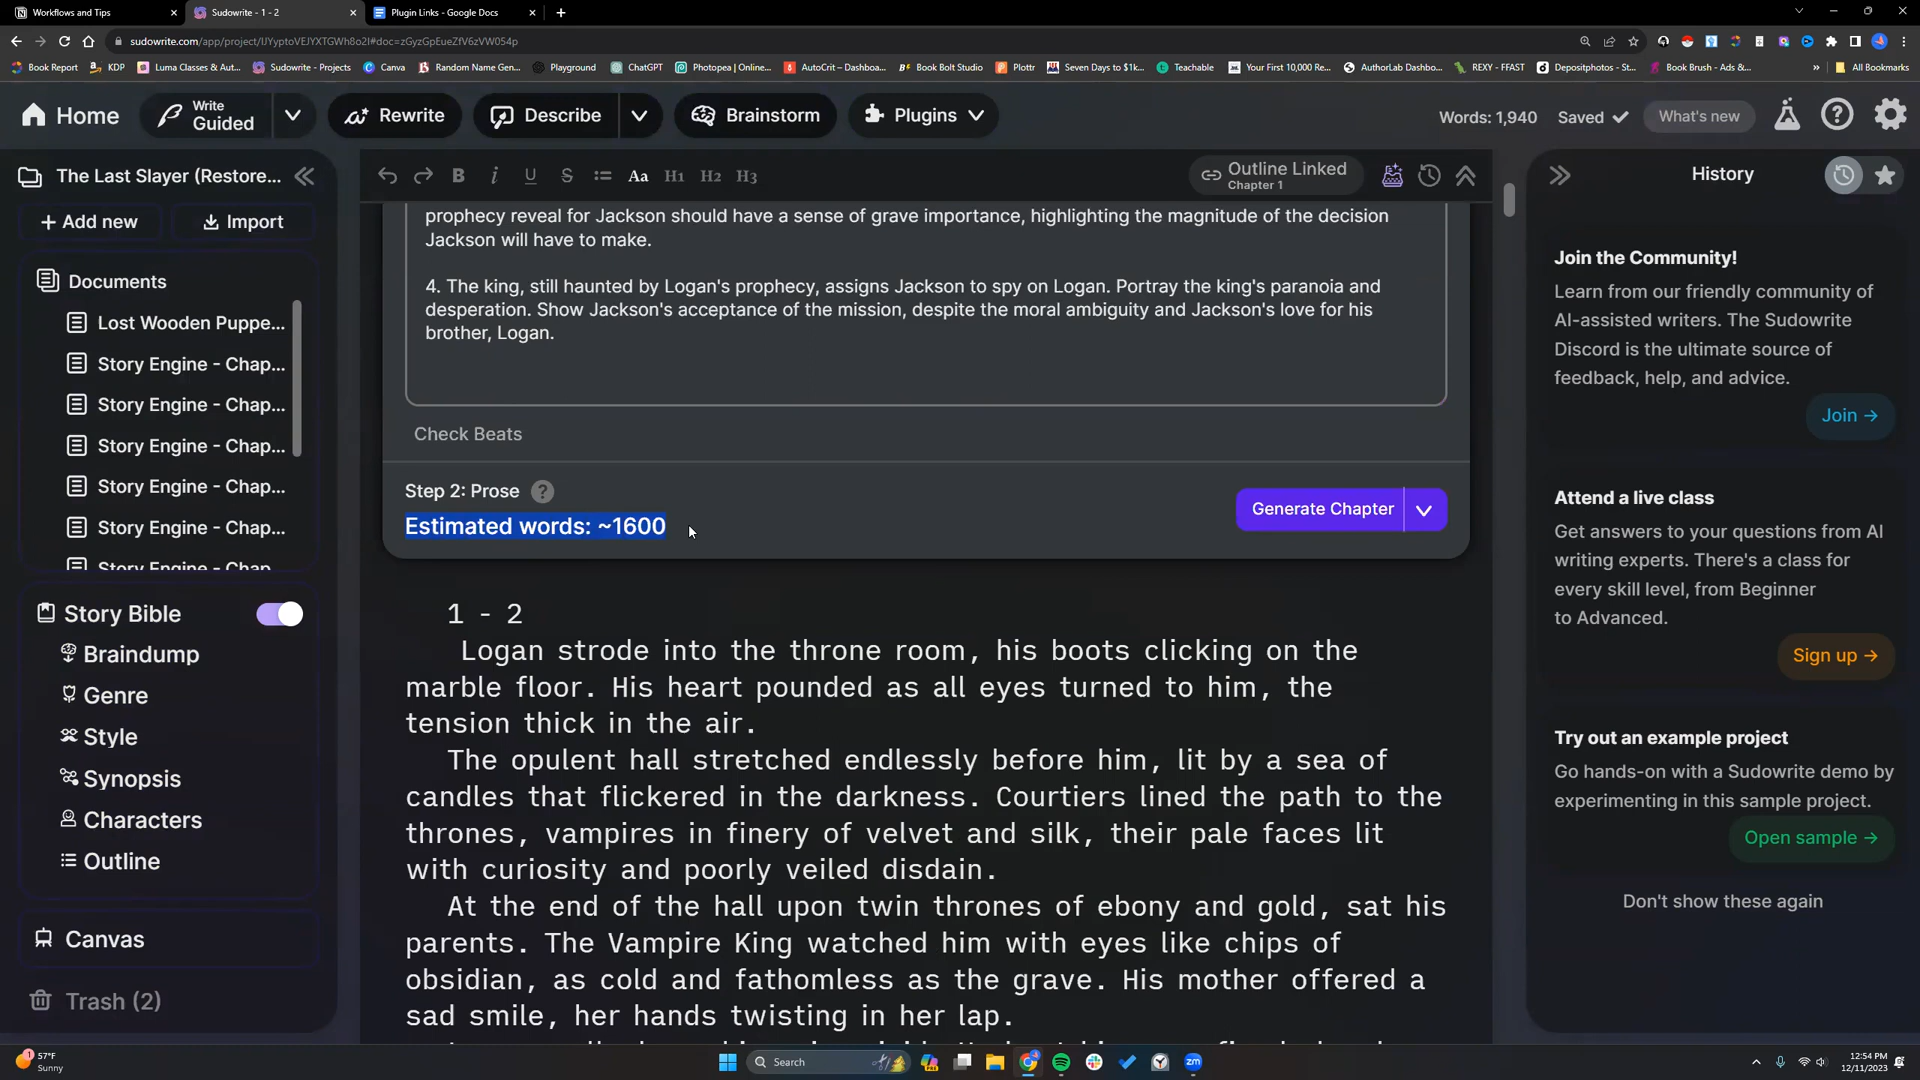 Workflows and Tips
Sudowrite - 1 - 2
Plugin Links - Google Docs
sudowrite.com/app/project/IJYyptoVEJYXTGWh8o2I#doc=zGyzGpEueZfV6zVW054p
Book Report
KDP
Luma Classes & Aut...
Sudowrite - Projects
Canva
Random Name Gen...
Playground
ChatGPT
Photopea | Online...
AutoCrit – Dashboa...
Book Bolt Studio
Plottr
Seven Days to $1k...
Teachable
Your First 10,000 Re...
AuthorLab Dashbo...
REXY - FFAST
Depositphotos - St...
Book Brush - Ads &...
All Bookmarks
Home
Write
Guided
Rewrite
Describe
Brainstorm
Plugins
Words: 1,940
Saved
What's new
The Last Slayer (Restore...
+ Add new
Import
Documents
Lost Wooden Puppe...
Story Engine - Chap...
Story Engine - Chap...
Story Engine - Chap...
Story Engine - Chap...
Story Engine - Chap...
Story Engine - Chap
Story Bible
Braindump
Genre
Style
Synopsis
Characters
Outline
Canvas
Trash (2)
B i U S Aa H1 H2 H3
Outline Linked
Chapter 1
prophecy reveal for Jackson should have a sense of grave importance, highlighting the magnitude of the decision
Jackson will have to make.
4. The king, still haunted by Logan's prophecy, assigns Jackson to spy on Logan. Portray the king's paranoia and
desperation. Show Jackson's acceptance of the mission, despite the moral ambiguity and Jackson's love for his
brother, Logan.
Check Beats
Step 2: Prose ?
Estimated words: ~1600
Generate Chapter
1 - 2
Logan strode into the throne room, his boots clicking on the
marble floor. His heart pounded as all eyes turned to him, the
tension thick in the air.
The opulent hall stretched endlessly before him, lit by a sea of
candles that flickered in the darkness. Courtiers lined the path to the
thrones, vampires in finery of velvet and silk, their pale faces lit
with curiosity and poorly veiled disdain.
At the end of the hall upon twin thrones of ebony and gold, sat his
parents. The Vampire King watched him with eyes like chips of
obsidian, as cold and fathomless as the grave. His mother offered a
sad smile, her hands twisting in her lap.
History
Join the Community!
Learn from our friendly community of
AI-assisted writers. The Sudowrite
Discord is the ultimate source of
feedback, help, and advice.
Join →
Attend a live class
Get answers to your questions from AI
writing experts. There's a class for
every skill level, from Beginner
to Advanced.
Sign up →
Try out an example project
Go hands-on with a Sudowrite demo by
experimenting in this sample project.
Open sample →
Don't show these again
1
57°F
Sunny
Search
12:54 PM
12/11/2023